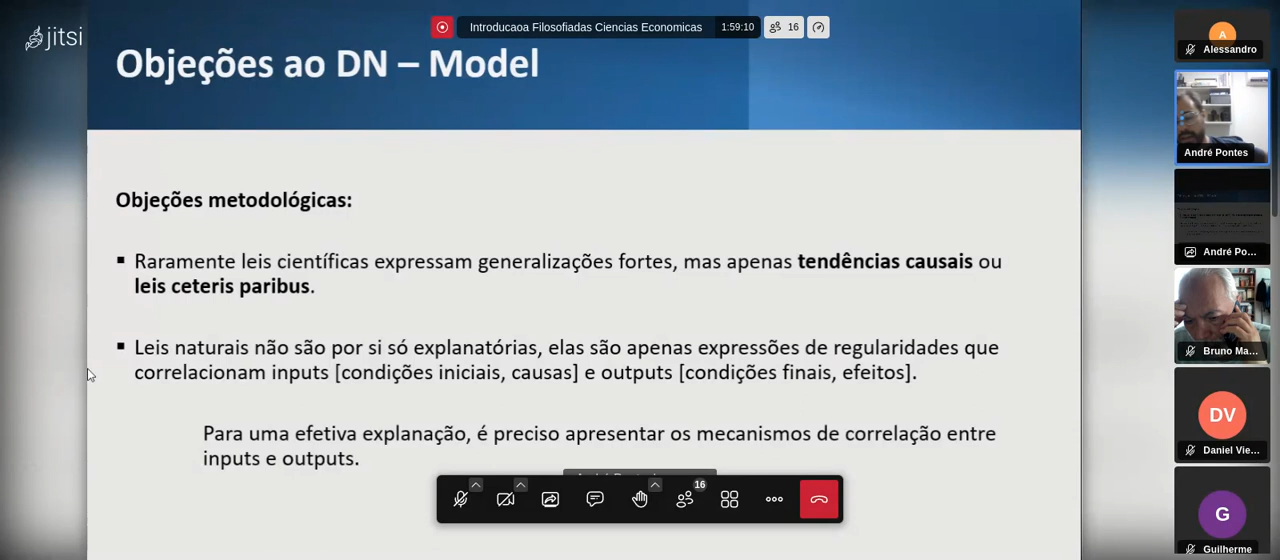 jitsi
Introducaoa Filosofiadas Ciencias Economicas
1:59:10
16
Objeções ao DN – Model
Objeções metodológicas:
▪ Raramente leis científicas expressam generalizações fortes, mas apenas tendências causais ou
leis ceteris paribus.
▪ Leis naturais não são por si só explanatórias, elas são apenas expressões de regularidades que
correlacionam inputs [condições iniciais, causas] e outputs [condições finais, efeitos].
Para uma efetiva explanação, é preciso apresentar os mecanismos de correlação entre
inputs e outputs.
16
A
Alessandro
André Pontes
André Po...
Bruno Ma...
DV
Daniel Vie...
G
Guilherme